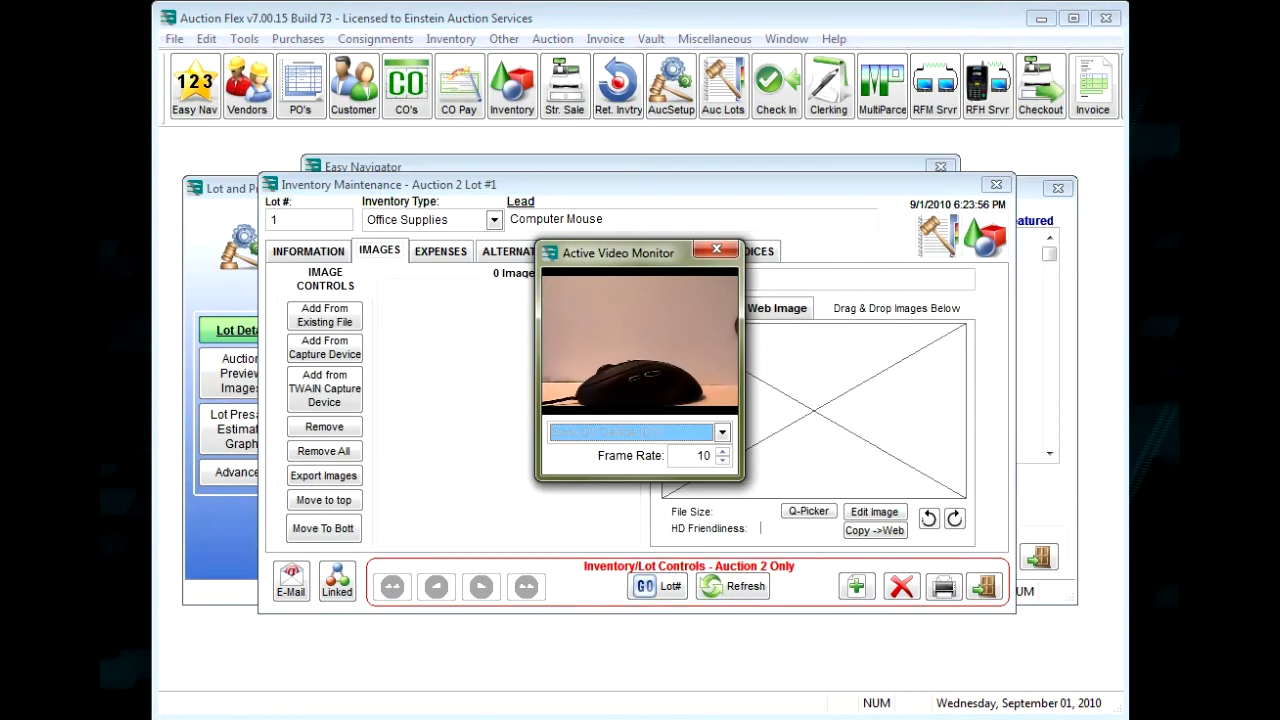 Auction Flex v7.00.15 Build 73 - Licensed to Einstein Auction Services
File Edit Tools Purchases Consignments Inventory Other Auction Invoice Vault Miscellaneous Window Help
123 CO MP
Easy Nav Vendors PO's Customer CO's CO Pay Inventory Str. Sale Ret. Invtry AucSetup Auc Lots Check In Clerking MultiParce RFM Srvr RFH Srvr Checkout Invoice
Easy Navigator
Lot and P
Inventory Maintenance - Auction 2 Lot #1
Lot #: Inventory Type: Lead
9/1/2010 6:23:56 PM
1 Office Supplies Computer Mouse
atured
INFORMATION IMAGES EXPENSES ALTERNA
ICES
Active Video Monitor
IMAGE
CONTROLS
0 Image
Web Image Drag & Drop Images Below
Add From
Existing File
Add From
Capture Device
Add from
TWAIN Capture
Device
Remove
Remove All
Export Images
Move to top
Move To Bott
Lot Deta
Auction
Preview
Images
Lot Presa
Estimat
Graph
Advanc
Frame Rate: 10
File Size: Q-Picker Edit Image
HD Friendliness: Copy ->Web
Inventory/Lot Controls - Auction 2 Only
E-Mail Linked GO Lot# Refresh
UM
NUM Wednesday, September 01, 2010